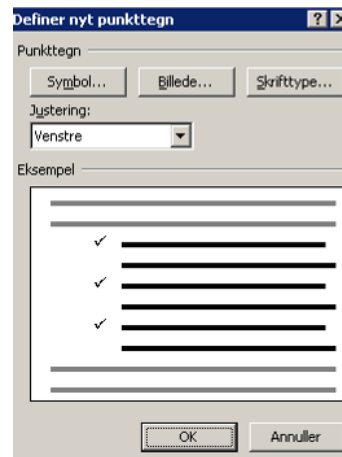 Definer nyt punkttegn
Punkttegn
Symbol... Billede... Skrifttype...
Justering:
Venstre
Eksempel
OK Annuller